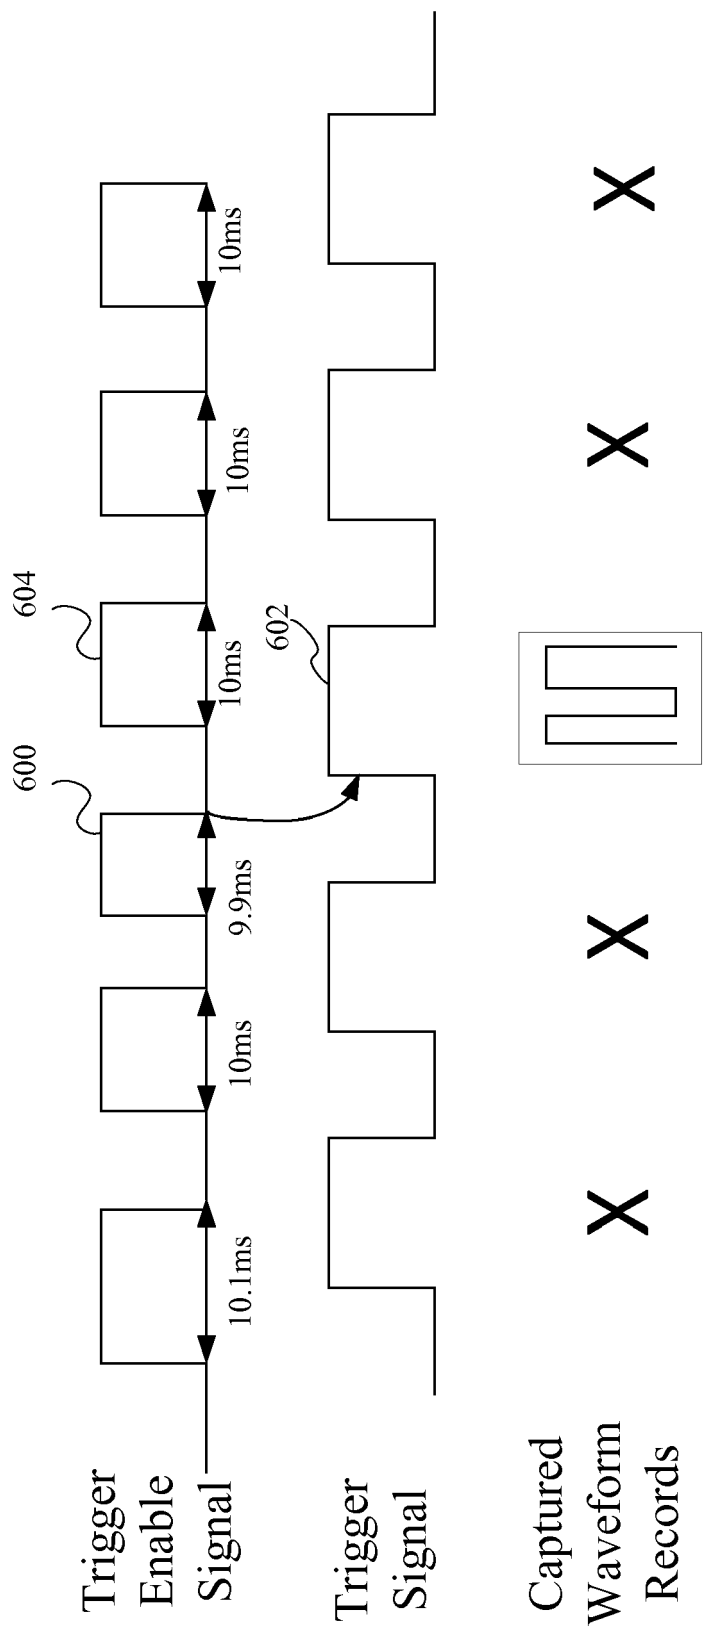 Trigger
Enable
Signal
10.1ms
10ms
9.9ms
10ms
10ms
10ms
600
604
Trigger
Signal
602
Captured
Waveform
Records
X
X
X
X